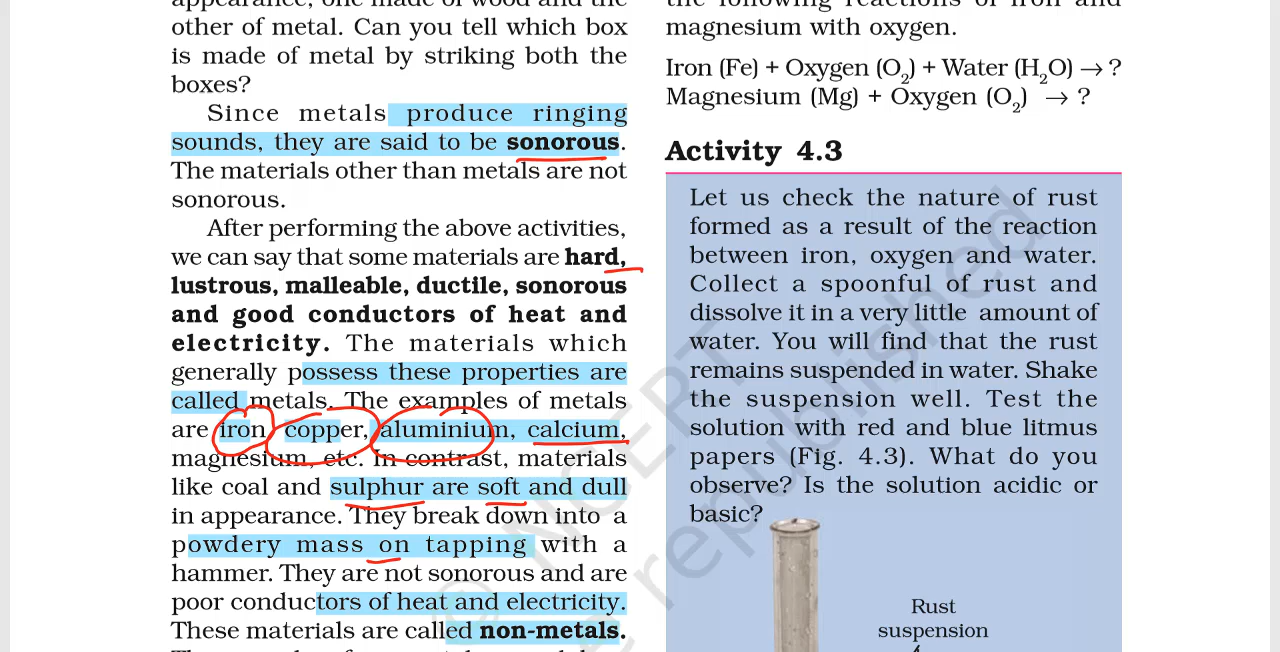 appearance, one made of wood and the
other of metal. Can you tell which box
is made of metal by striking both the
boxes?
Since metals produce ringing
sounds, they are said to be sonorous.
The materials other than metals are not
sonorous.
After performing the above activities,
we can say that some materials are hard,
lustrous, malleable, ductile, sonorous
and good conductors of heat and
electricity. The materials which
generally possess these properties are
called metals. The examples of metals
are iron, copper, aluminium, calcium,
magnesium, etc. In contrast, materials
like coal and sulphur are soft and dull
in appearance. They break down into a
powdery mass on tapping with a
hammer. They are not sonorous and are
poor conductors of heat and electricity.
These materials are called non-metals.
the following reactions of iron and
magnesium with oxygen.
Iron (Fe) + Oxygen (O₂) + Water (H₂O) → ?
Magnesium (Mg) + Oxygen (O₂) → ?
Activity 4.3
Let us check the nature of rust
formed as a result of the reaction
between iron, oxygen and water.
Collect a spoonful of rust and
dissolve it in a very little amount of
water. You will find that the rust
remains suspended in water. Shake
the suspension well. Test the
solution with red and blue litmus
papers (Fig. 4.3). What do you
observe? Is the solution acidic or
basic?
Rust
suspension
© NCERT
be republished